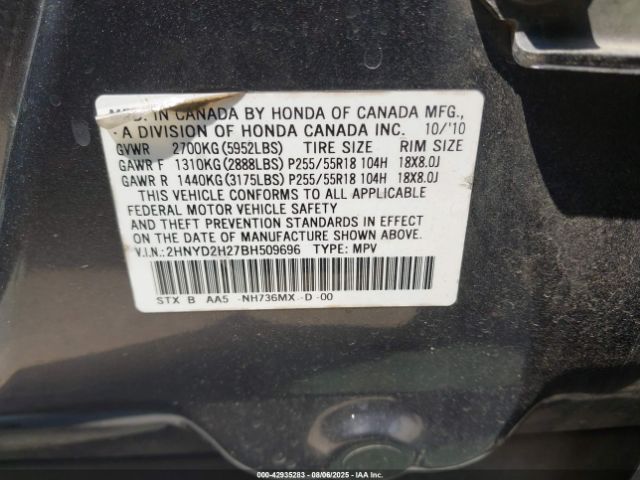 MFD. IN CANADA BY HONDA OF CANADA MFG.,
A DIVISION OF HONDA CANADA INC. 10/'10
GVWR 2700KG(5952LBS) TIRE SIZE RIM SIZE
GAWR F 1310KG(2888LBS) P255/55R18 104H 18X8.0J
GAWR R 1440KG(3175LBS) P255/55R18 104H 18X8.0J
THIS VEHICLE CONFORMS TO ALL APPLICABLE
FEDERAL MOTOR VEHICLE SAFETY
AND THEFT PREVENTION STANDARDS IN EFFECT
ON THE DATE OF MANUFACTURE SHOWN ABOVE.
V.I.N.:2HNYD2H27BH509696 TYPE: MPV
STX B AA5 -NH736MX -D -00
© IAA 000-42935283 - 08/06/2025 - IAAI.COM